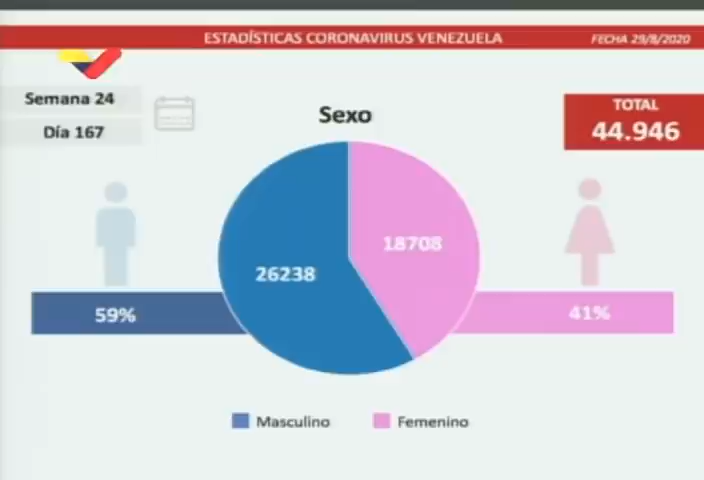 ESTADÍSTICAS CORONAVIRUS VENEZUELA
FECHA 29/8/2020
Semana 24
Día 167
Sexo
TOTAL
44.946
18708
26238
59%
41%
Masculino
Femenino